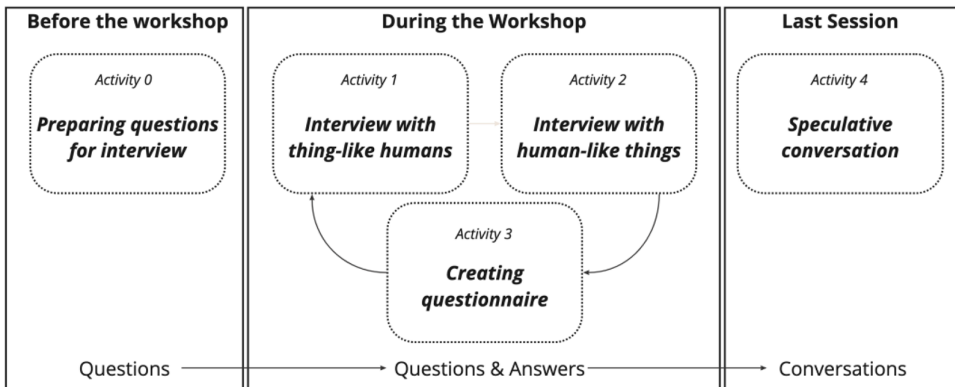 Before the workshop
Activity 0
Preparing questions
for interview
During the Workshop
Activity 1
Interview with
thing-like humans
Activity 2
Interview with
human-like things
Activity 3
Creating
questionnaire
Last Session
Activity 4
Speculative
conversation
Questions
Questions & Answers
Conversations